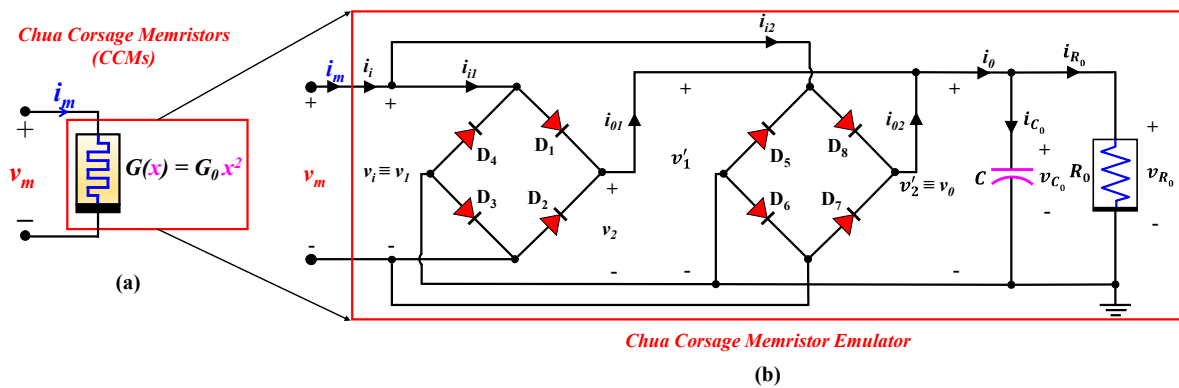 Chua Corsage Memristors
(CCMs)
i_m
+
v_m
−
G(x) = G_0 x^2
(a)
i_m
i_i
i_i1
i_i2
+
+
v_m
v_i ≡ v_1
-
-
D_4
D_1
D_3
D_2
+
v_2
-
i_01
+
v′_1
-
D_5
D_8
D_6
D_7
i_02
v′_2 ≡ v_0
+
-
i_0
i_R_0
i_C_0
C
+
v_C_0
-
R_0
+
v_R_0
-
Chua Corsage Memristor Emulator
(b)